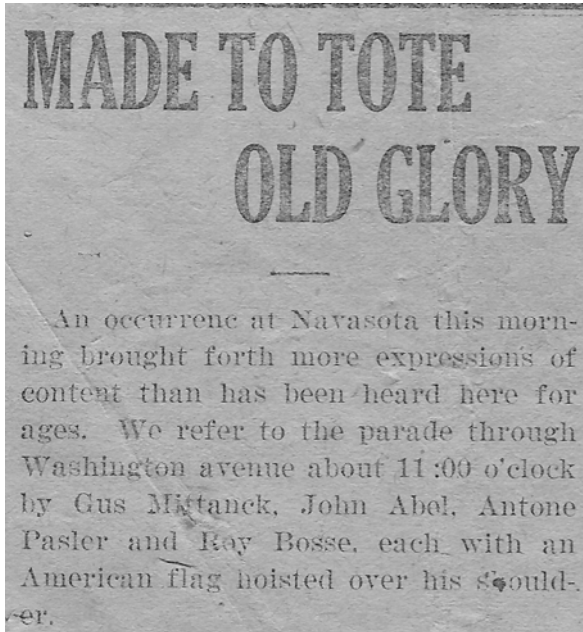 MADE TO TOTE
OLD GLORY
An occurrenc at Navasota this morn-
ing brought forth more expressions of
content than has been heard here for
ages. We refer to the parade through
Washington avenue about 11:00 o'clock
by Gus Mittanck, John Abel, Antone
Pasler and Roy Bosse, each with an
American flag hoisted over his should-
er.